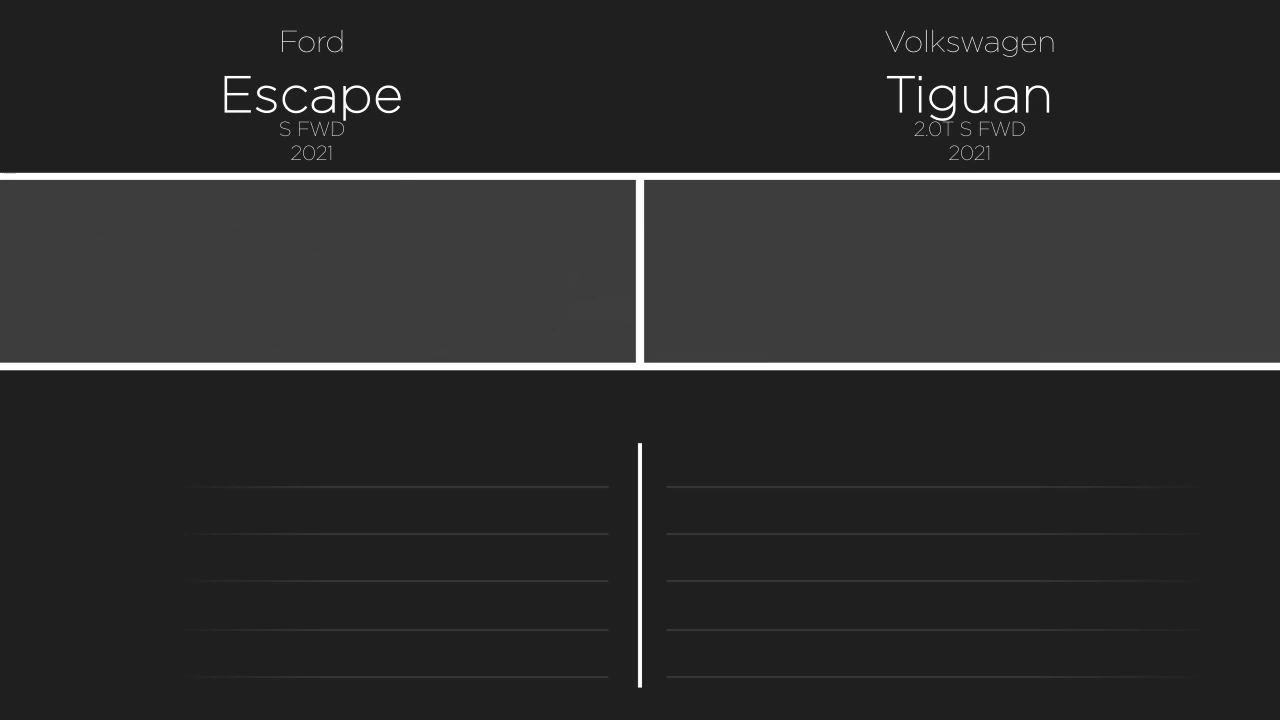 Ford
Escape
S FWD
2021
Volkswagen
Tiguan
2.0T S FWD
2021